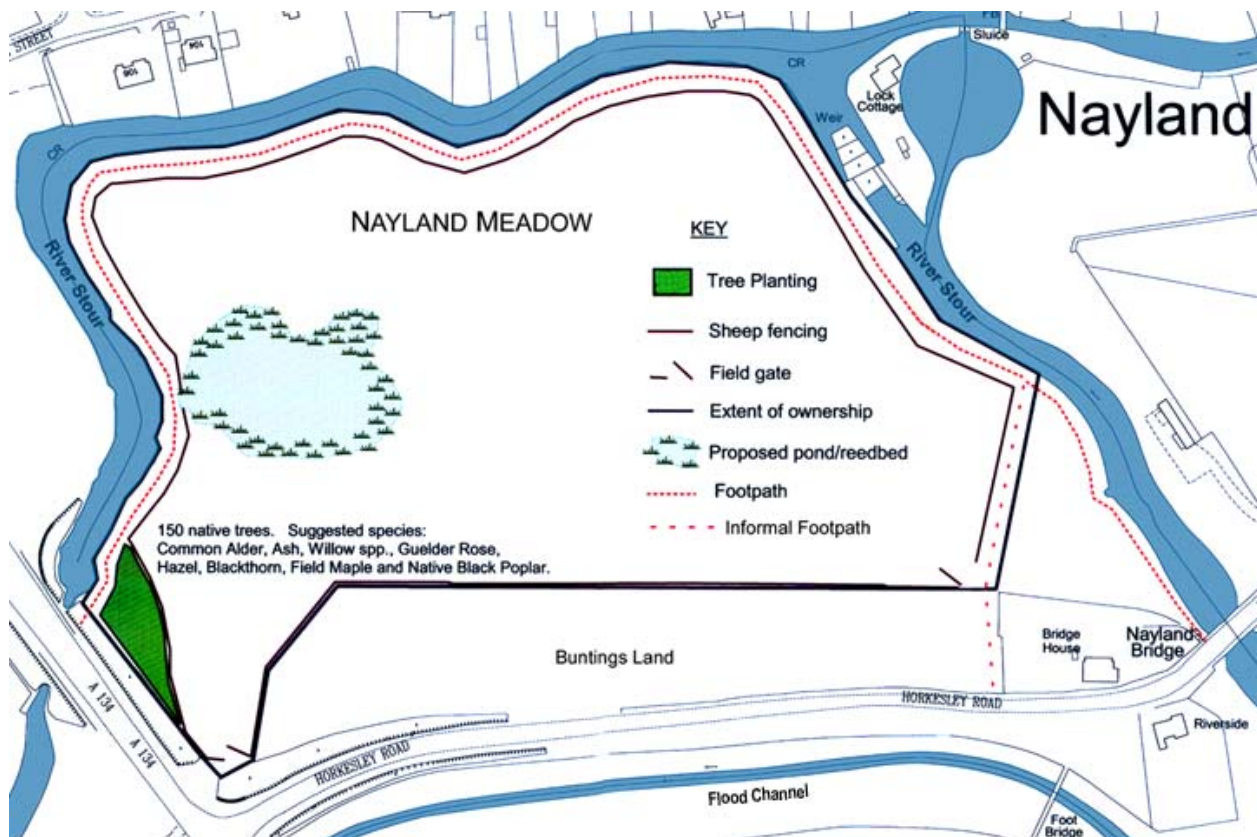 STREET
106
104
FB
Sluice
CR
CR
Lock
Cottage
Weir
Nayland
NAYLAND MEADOW
River Stour
River Stour
KEY
Tree Planting
Sheep fencing
Field gate
Extent of ownership
Proposed pond/reedbed
Footpath
Informal Footpath
150 native trees. Suggested species:
Common Alder, Ash, Willow spp., Guelder Rose,
Hazel, Blackthorn, Field Maple and Native Black Poplar.
Buntings Land
Bridge
House
Nayland
Bridge
A 134
A 134
HORKESLEY ROAD
HORKESLEY ROAD
Riverside
Flood Channel
Foot
Bridge